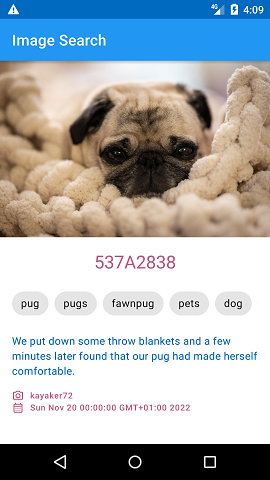 4G
4:09
Image Search
537A2838
pug
pugs
fawnpug
pets
dog
We put down some throw blankets and a few
minutes later found that our pug had made herself
comfortable.
kayaker72
Sun Nov 20 00:00:00 GMT+01:00 2022